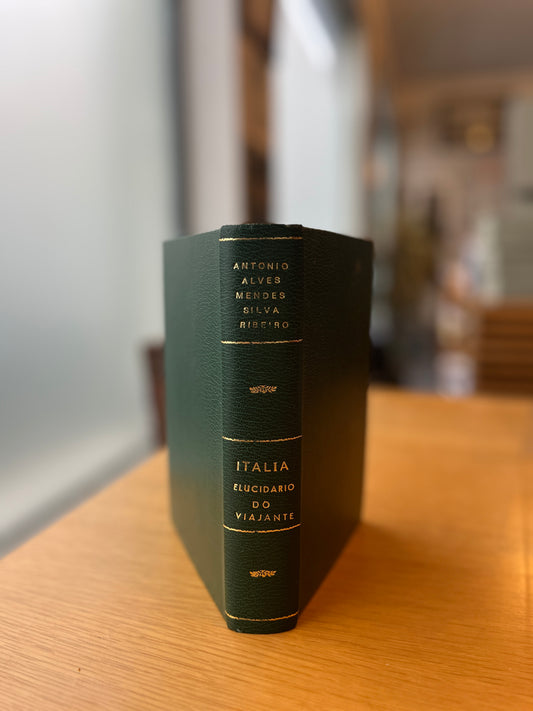 ANTONIO
ALVES
MENDES
SILVA
RIBEIRO
ITALIA
ELUCIDARIO
DO
VIAJANTE